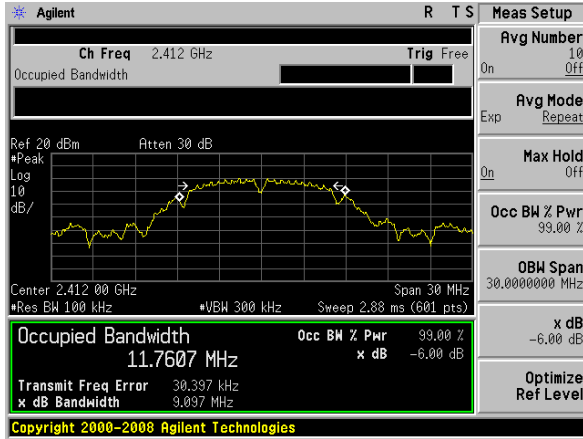 Agilent R T S Meas Setup
Ch Freq 2.412 GHz Trig Free
Occupied Bandwidth
Avg Number
10
On Off
Avg Mode
Exp Repeat
Max Hold
On Off
Occ BW % Pwr
99.00 %
OBW Span
30.0000000 MHz
x dB
-6.00 dB
Optimize
Ref Level
Ref 20 dBm Atten 30 dB
#Peak
Log
10
dB/
Center 2.412 00 GHz Span 30 MHz
#Res BW 100 kHz #VBW 300 kHz Sweep 2.88 ms (601 pts)
Occupied Bandwidth Occ BW % Pwr 99.00 %
11.7607 MHz x dB -6.00 dB
Transmit Freq Error 30.397 kHz
x dB Bandwidth 9.097 MHz
Copyright 2000-2008 Agilent Technologies